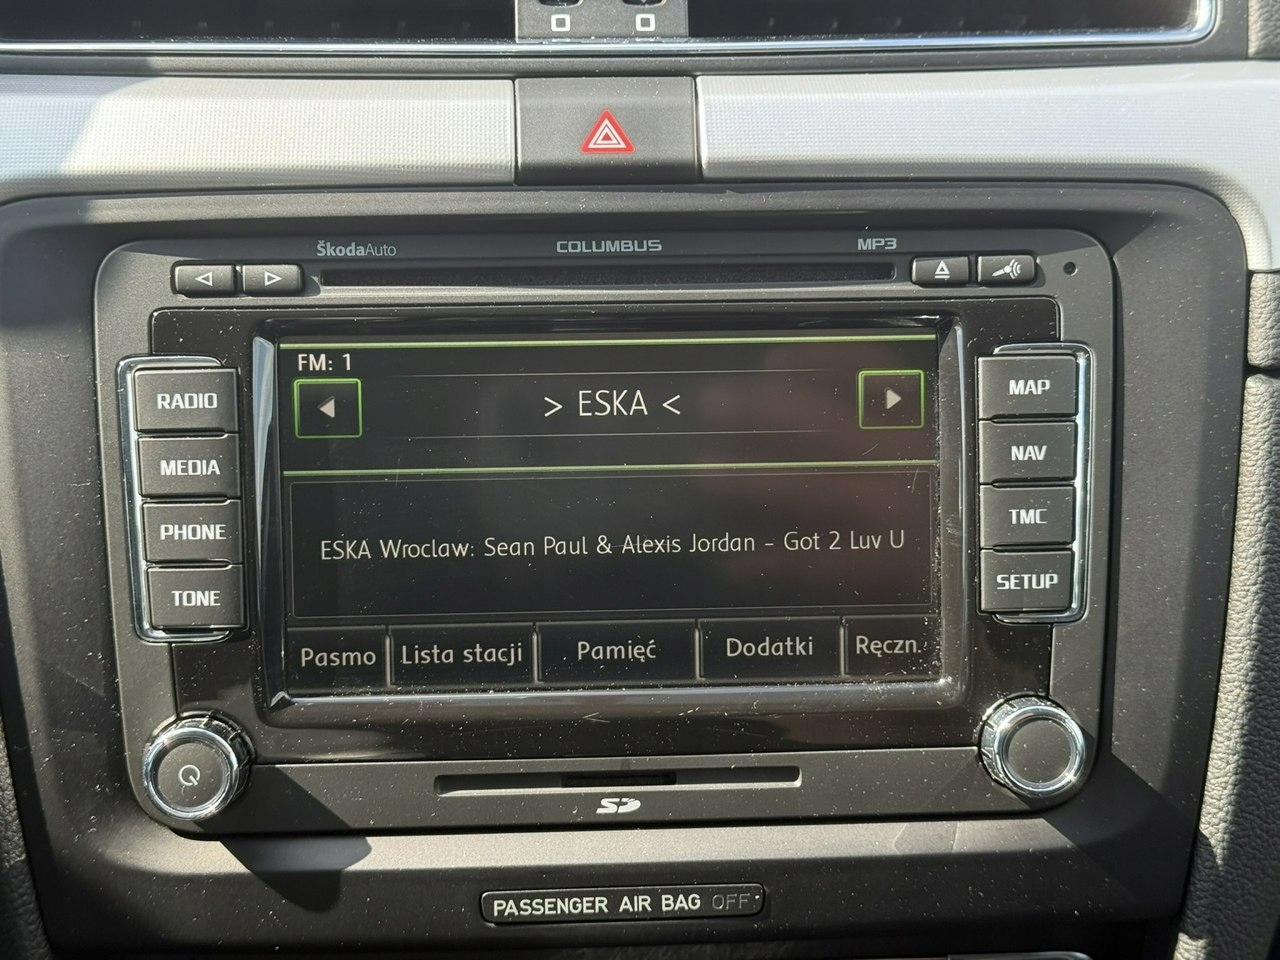 ŠkodaAuto COLUMBUS MP3
FM: 1
> ESKA <
ESKA Wroclaw: Sean Paul & Alexis Jordan - Got 2 Luv U
Pasmo Lista stacji Pamięć Dodatki Ręczn.
RADIO
MEDIA
PHONE
TONE
MAP
NAV
TMC
SETUP
SD
PASSENGER AIR BAG OFF